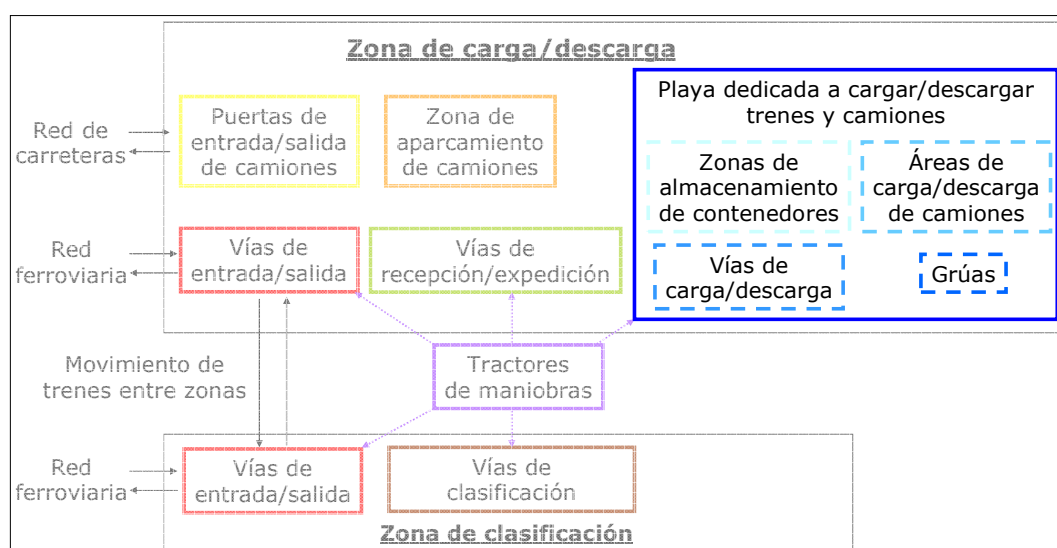 Zona de carga/descarga
Red de
carreteras
Puertas de
entrada/salida
de camiones
Zona de
aparcamiento
de camiones
Playa dedicada a cargar/descargar
trenes y camiones
Zonas de
almacenamiento
de contenedores
Áreas de
carga/descarga
de camiones
Vías de
carga/descarga
Grúas
Red
ferroviaria
Vías de
entrada/salida
Vías de
recepción/expedición
Movimiento de
trenes entre zonas
Tractores
de maniobras
Red
ferroviaria
Vías de
entrada/salida
Vías de
clasificación
Zona de clasificación